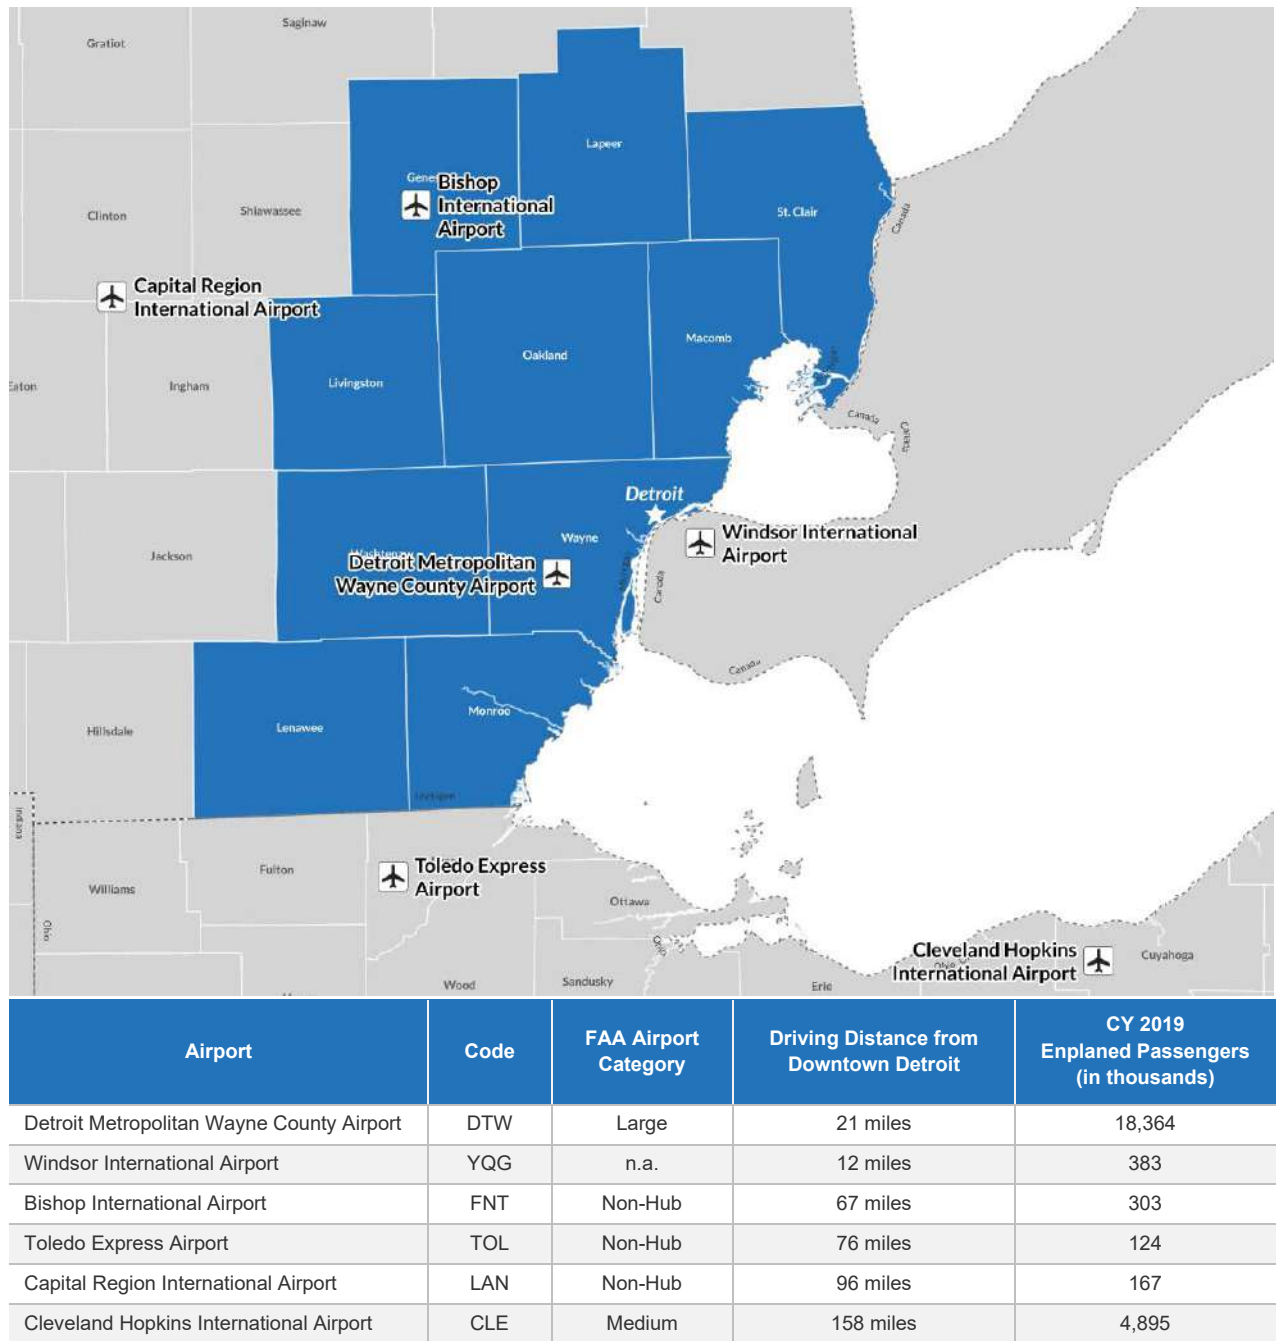 Saginaw
Gratiot
Lapeer
Bishop
International
Airport
St. Clair
Clinton
Shiawassee
Canada
Capital Region
International Airport
Macomb
Oakland
Eaton
Ingham
Livingston
Canada
Canada
Detroit
Windsor International
Airport
Wayne
Jackson
Detroit Metropolitan
Wayne County Airport
Canada
Canada
Monroe
Lenawee
Hillsdale
Michigan
Indiana
Toledo Express
Airport
Fulton
Williams
Ottawa
Ohio
Cleveland Hopkins
International Airport
Cuyahoga
Wood
Sandusky
Erie
Airport Code FAA Airport Category Driving Distance from Downtown Detroit CY 2019 Enplaned Passengers (in thousands)
Detroit Metropolitan Wayne County Airport DTW Large 21 miles 18,364
Windsor International Airport YQG n.a. 12 miles 383
Bishop International Airport FNT Non-Hub 67 miles 303
Toledo Express Airport TOL Non-Hub 76 miles 124
Capital Region International Airport LAN Non-Hub 96 miles 167
Cleveland Hopkins International Airport CLE Medium 158 miles 4,895